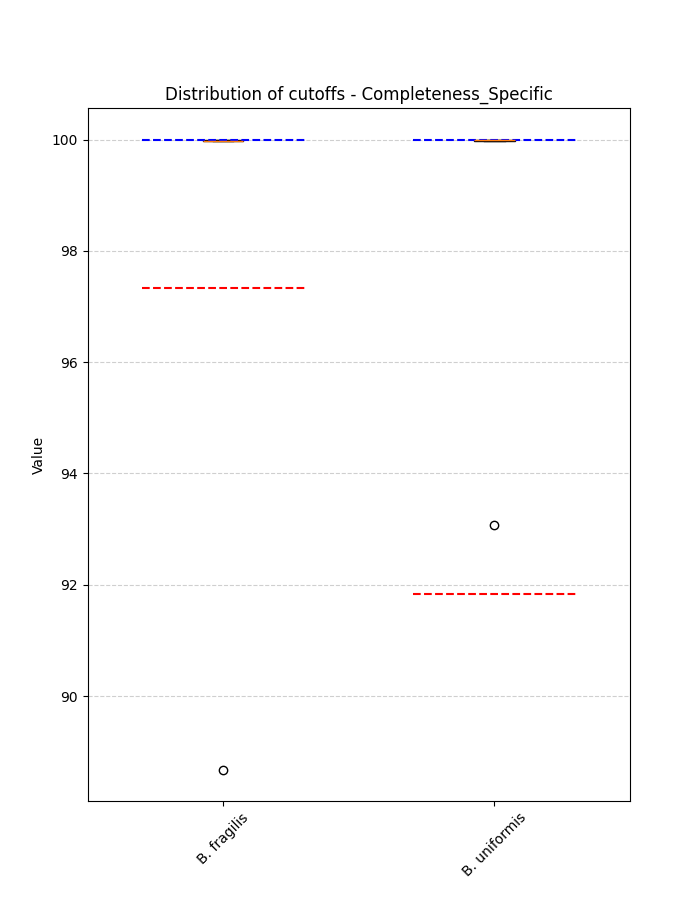 Distribution of cutoffs - Completeness_Specific
100
98
96
94
92
90
Value
B. fragilis
B. uniformis